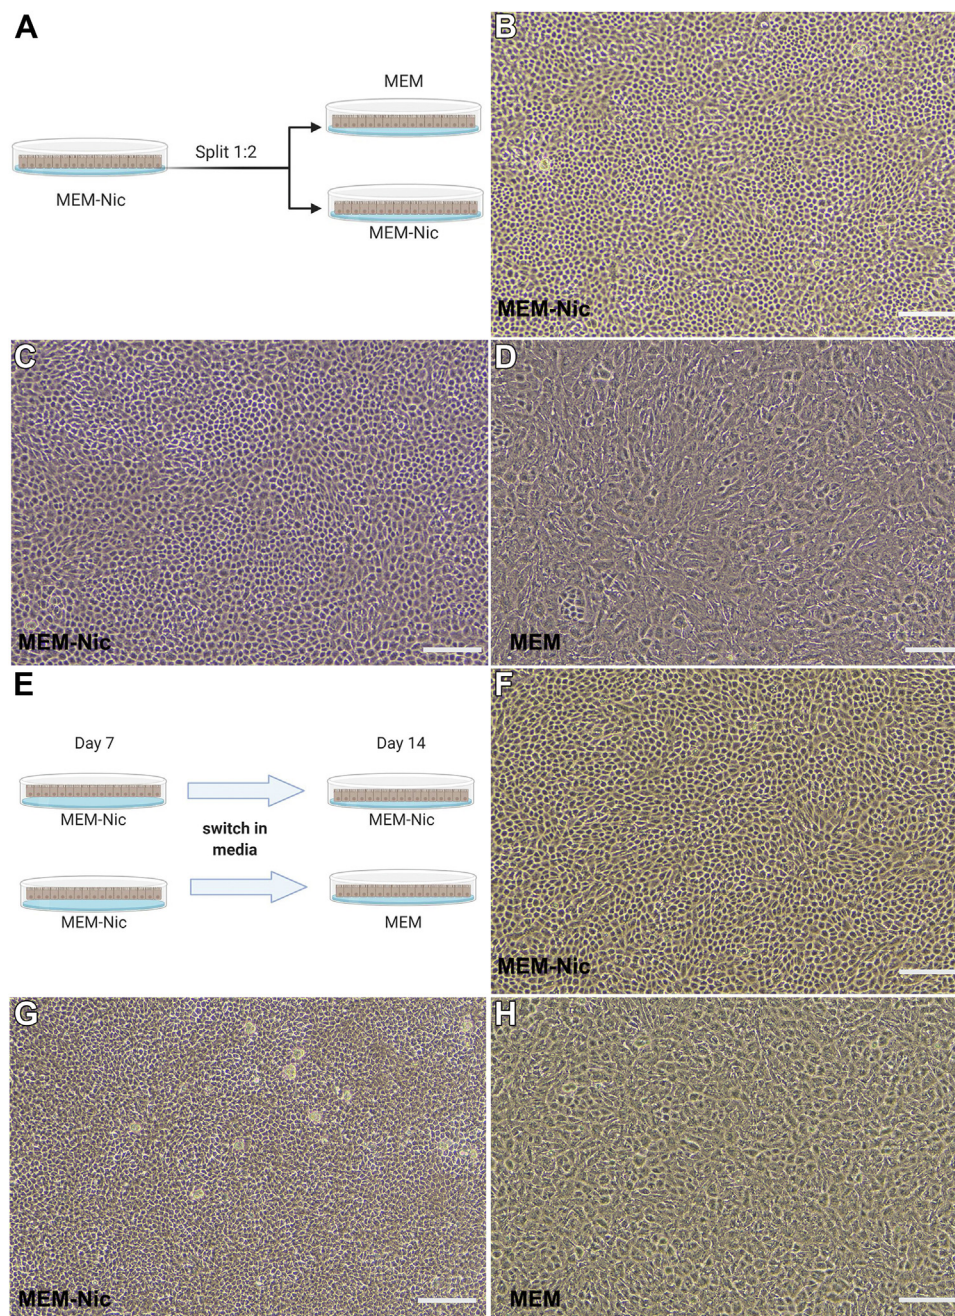 A
MEM
Split 1:2
MEM-Nic
MEM-Nic
B
MEM-Nic
C
MEM-Nic
D
MEM
E
Day 7
Day 14
MEM-Nic
MEM-Nic
switch in
media
MEM-Nic
MEM
F
MEM-Nic
G
MEM-Nic
H
MEM